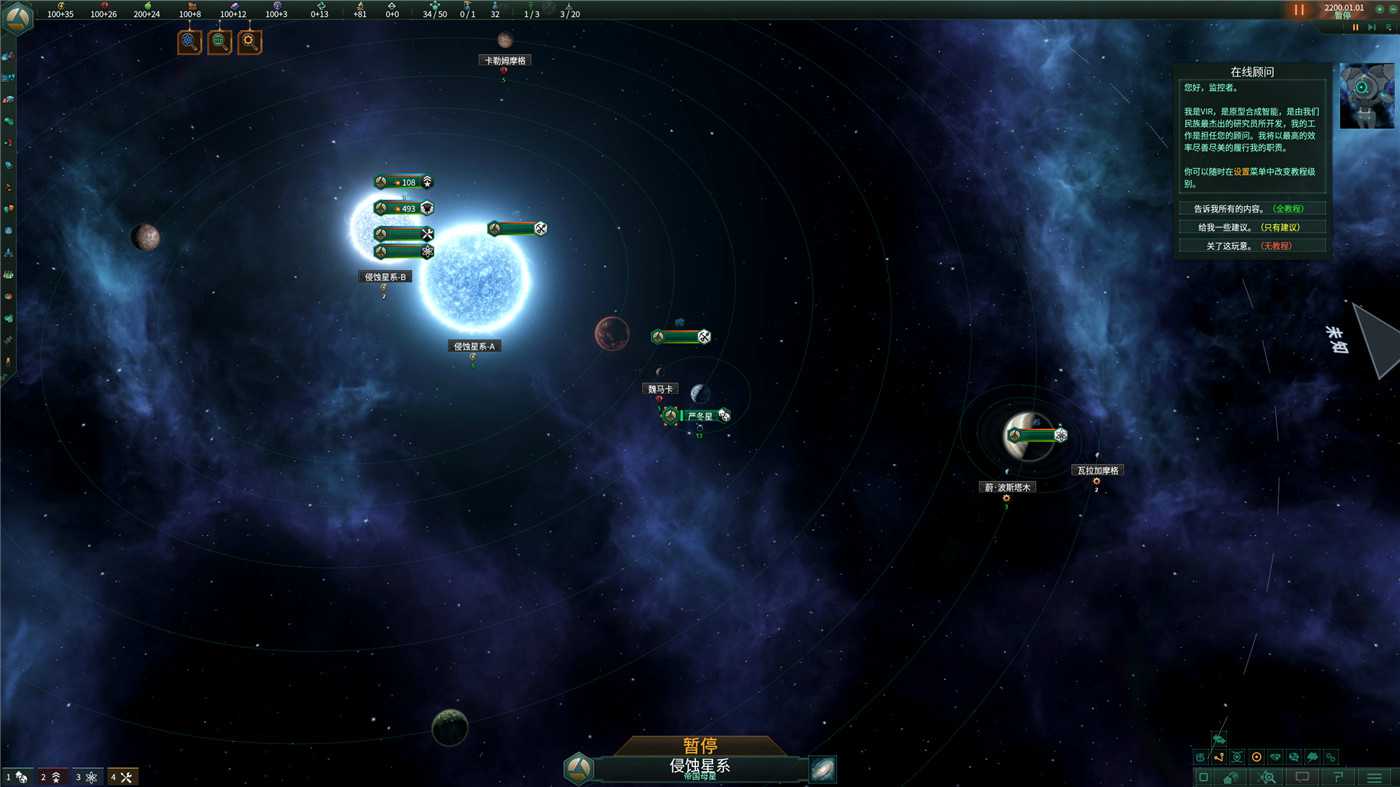 100+35 100+26 200+24 100+8 100+12 100+3 0+13 +81 0+0 34/50 0/1 32 1/3 3/20
2200.01.01
暂停
卡勒姆摩格
5
在线顾问
您好，监控者。
我是VIR，是原型合成智能，是由我们
民族最杰出的研究员所开发，我的工
作是担任您的顾问。我将以最高的效
率尽善尽美的履行我的职责。
你可以随时在设置菜单中改变教程级
别。
告诉我所有的内容。（全教程）
给我一些建议。（只有建议）
关了这玩意。（无教程）
108
493
侵蚀星系-B
2
侵蚀星系-A
未知
魏马卡
严冬星
13
瓦拉加摩格
2
蔚·波斯塔木
3
暂停
侵蚀星系
帝国母星
1 2 3 4